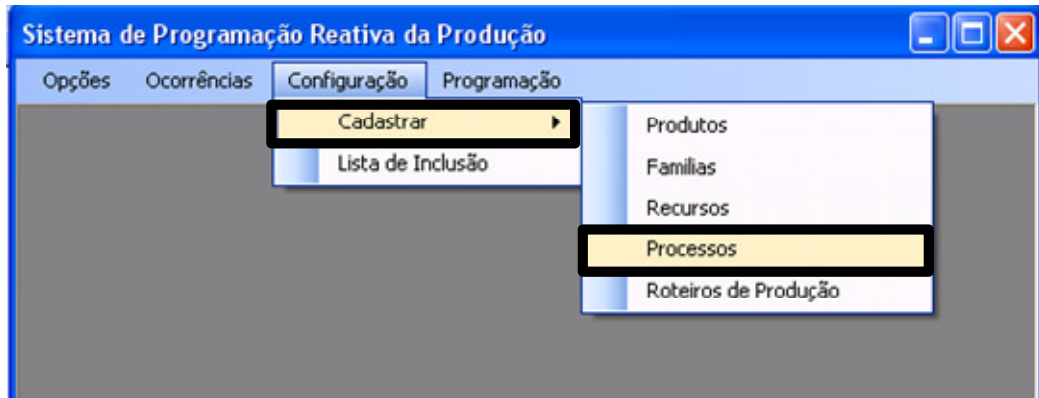 Sistema de Programação Reativa da Produção
Opções Ocorrências Configuração Programação
Cadastrar
Lista de Inclusão
Produtos
Familias
Recursos
Processos
Roteiros de Produção